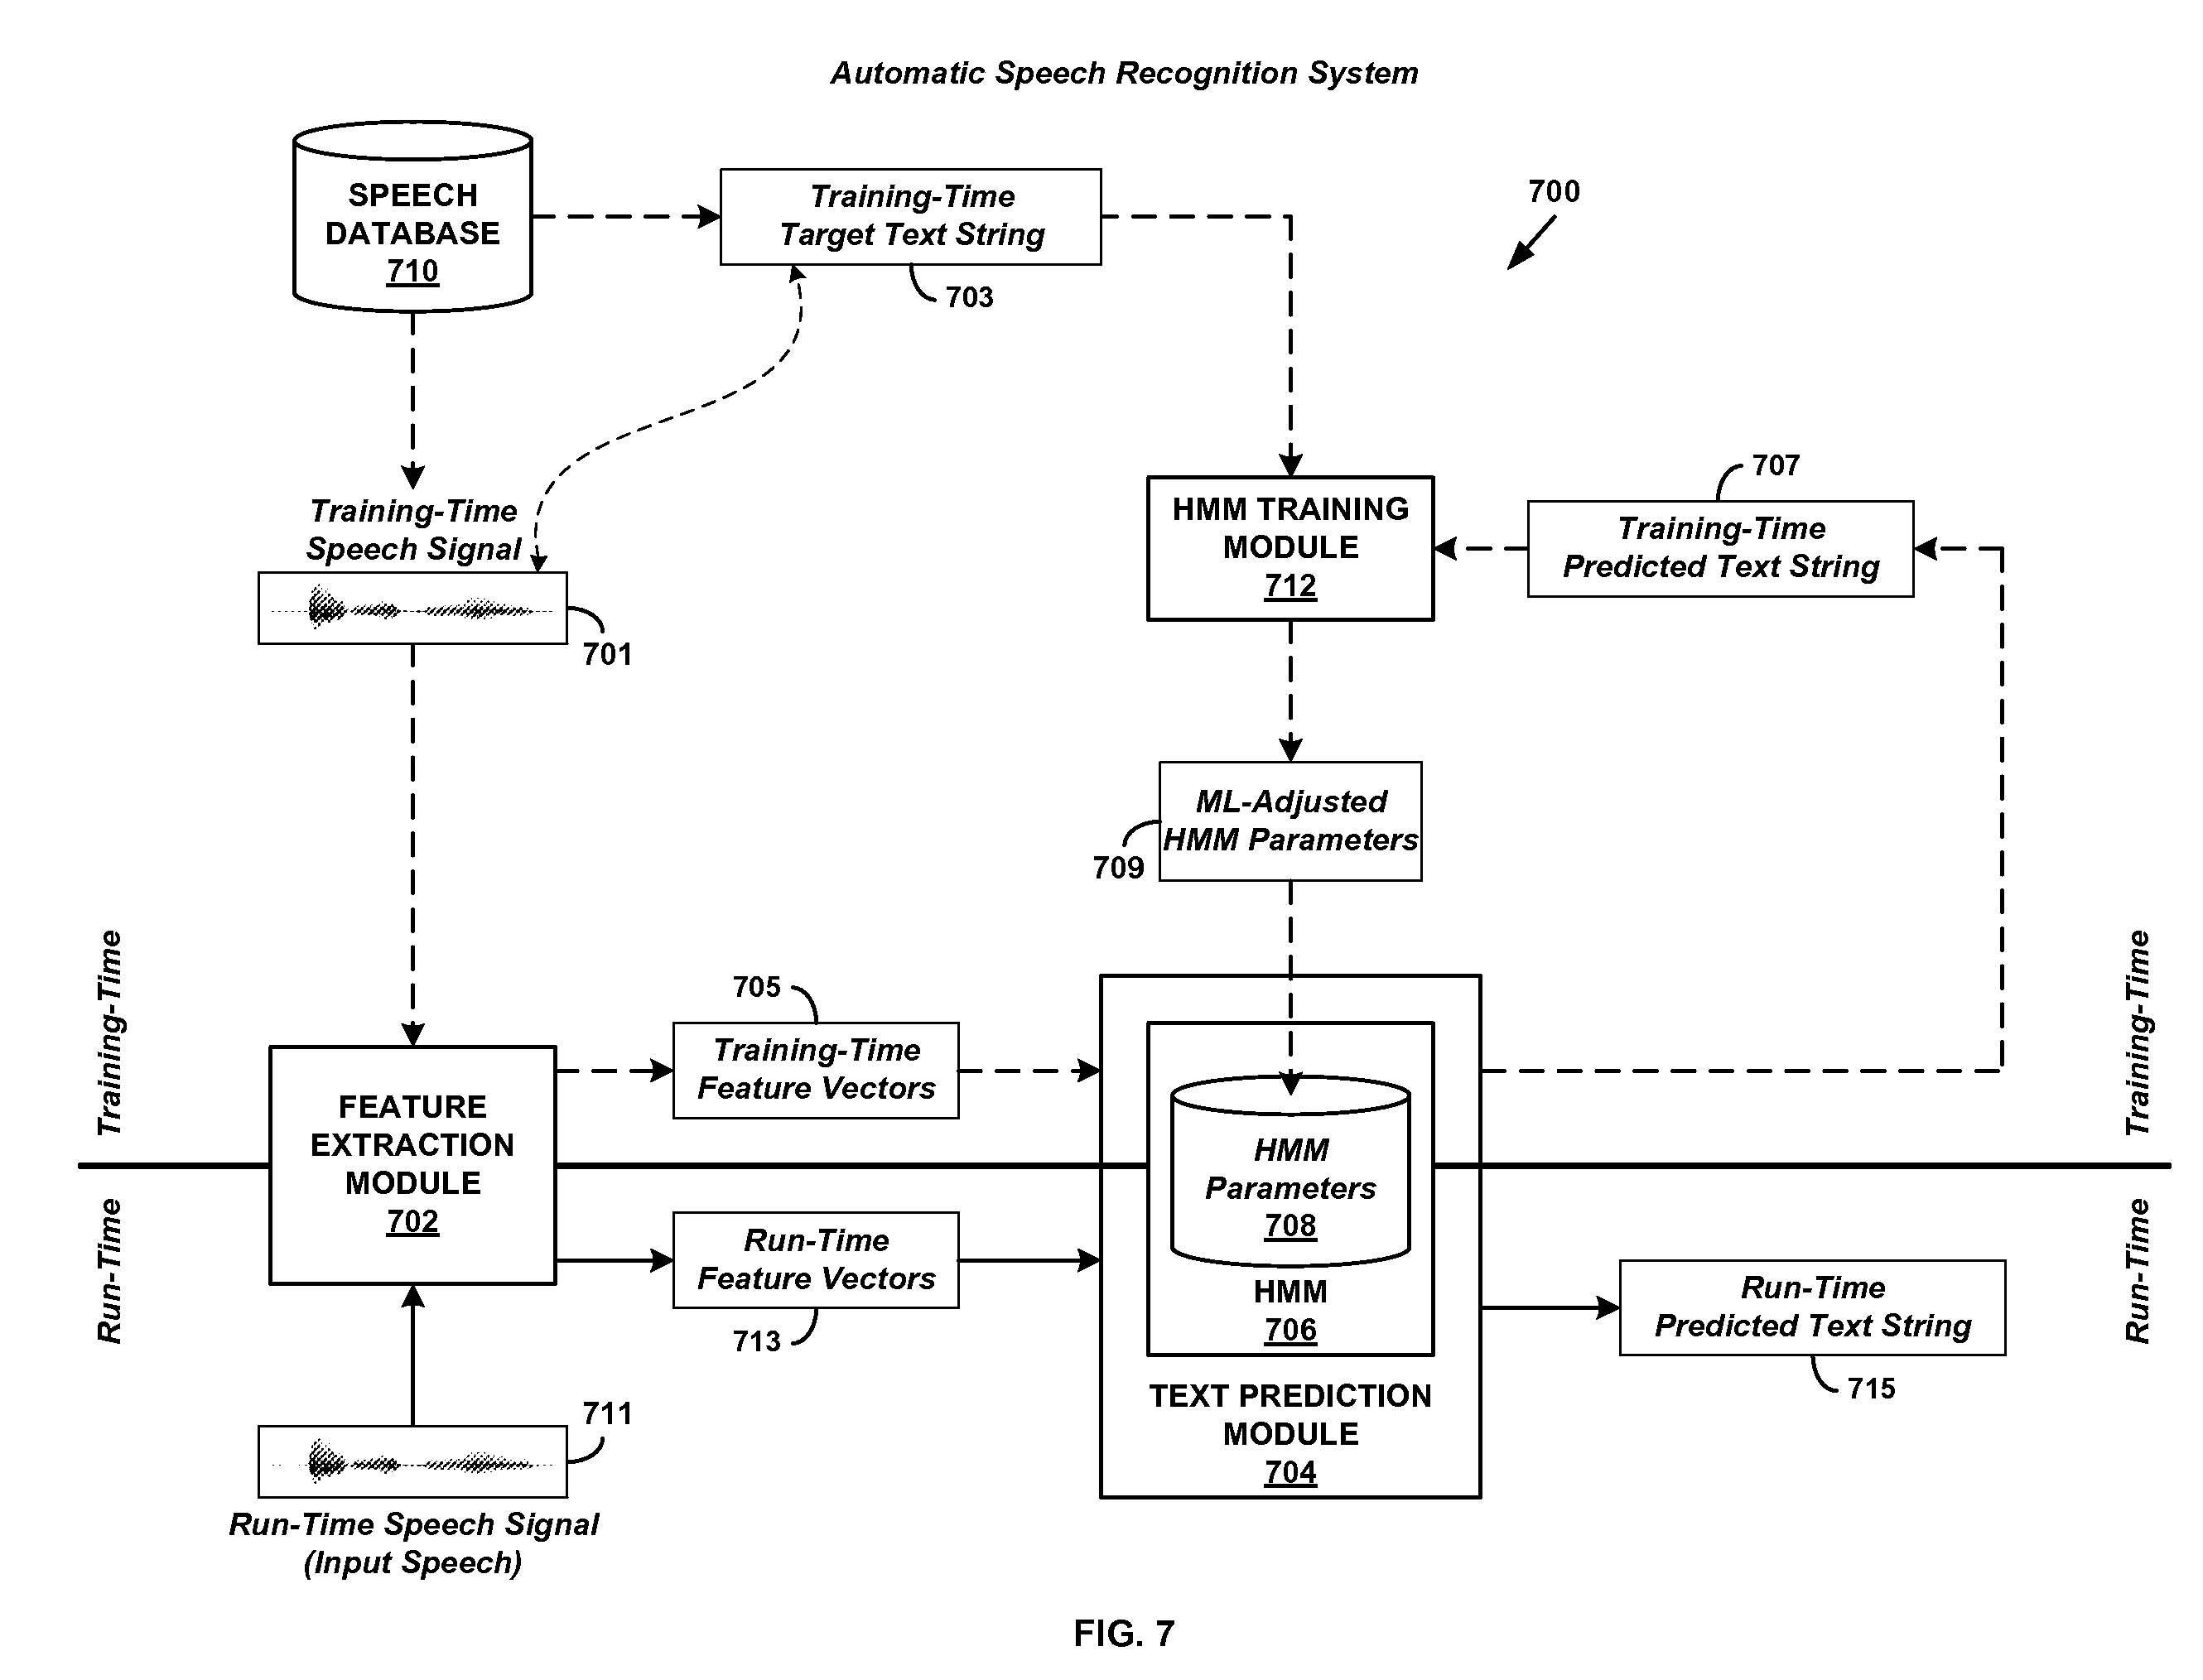 Automatic Speech Recognition System
SPEECH
DATABASE
710
Training-Time
Target Text String
703
700
Training-Time
Speech Signal
701
HMM TRAINING
MODULE
712
707
Training-Time
Predicted Text String
ML-Adjusted
HMM Parameters
709
Training-Time
Training-Time
705
Training-Time
Feature Vectors
FEATURE
EXTRACTION
MODULE
702
HMM
Parameters
708
HMM
706
TEXT PREDICTION
MODULE
704
Run-Time
Run-Time
Run-Time
Feature Vectors
713
Run-Time
Predicted Text String
715
711
Run-Time Speech Signal
(Input Speech)
FIG. 7